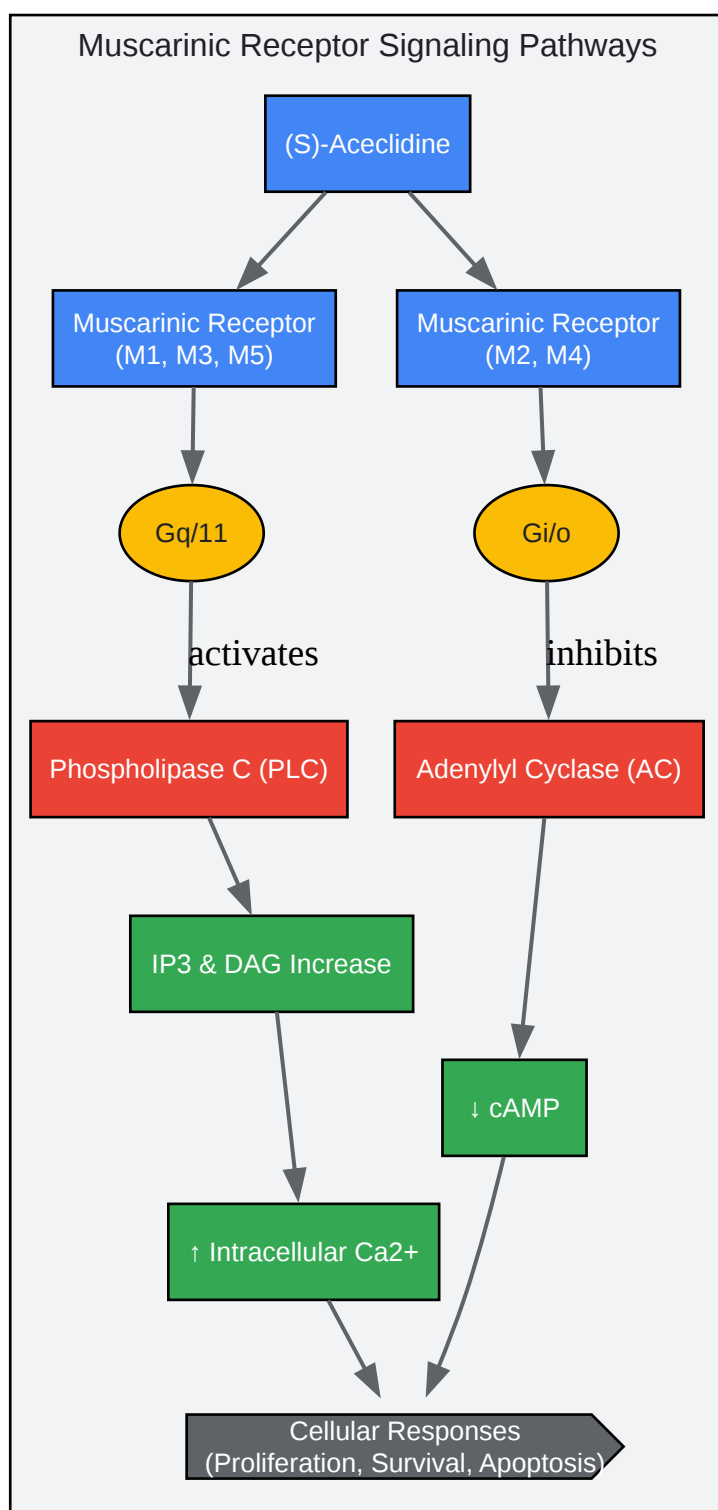 Muscarinic Receptor Signaling Pathways
(S)-Aceclidine
Muscarinic Receptor
(M1, M3, M5)
Muscarinic Receptor
(M2, M4)
Gq/11
Gi/o
activates
inhibits
Phospholipase C (PLC)
Adenylyl Cyclase (AC)
IP3 & DAG Increase
↓ cAMP
↑ Intracellular Ca2+
Cellular Responses
(Proliferation, Survival, Apoptosis)